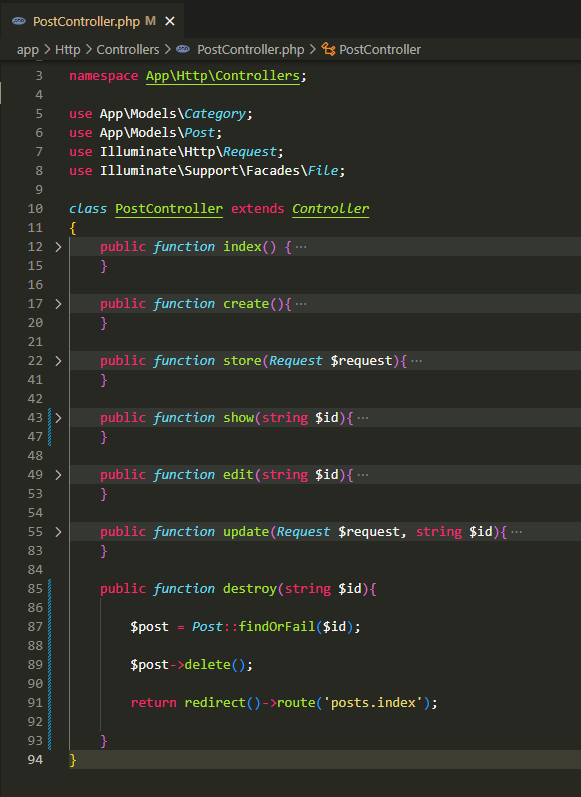 PostController.php M
app > Http > Controllers > PostController.php > PostController
3 namespace App\Http\Controllers;
4
5 use App\Models\Category;
6 use App\Models\Post;
7 use Illuminate\Http\Request;
8 use Illuminate\Support\Facades\File;
9
10 class PostController extends Controller
11 {
12 public function index() { ···
15 }
16
17 public function create(){ ···
20 }
21
22 public function store(Request $request){ ···
41 }
42
43 public function show(string $id){ ···
47 }
48
49 public function edit(string $id){ ···
53 }
54
55 public function update(Request $request, string $id){ ···
83 }
84
85 public function destroy(string $id){
86
87 $post = Post::findOrFail($id);
88
89 $post->delete();
90
91 return redirect()->route('posts.index');
92
93 }
94 }